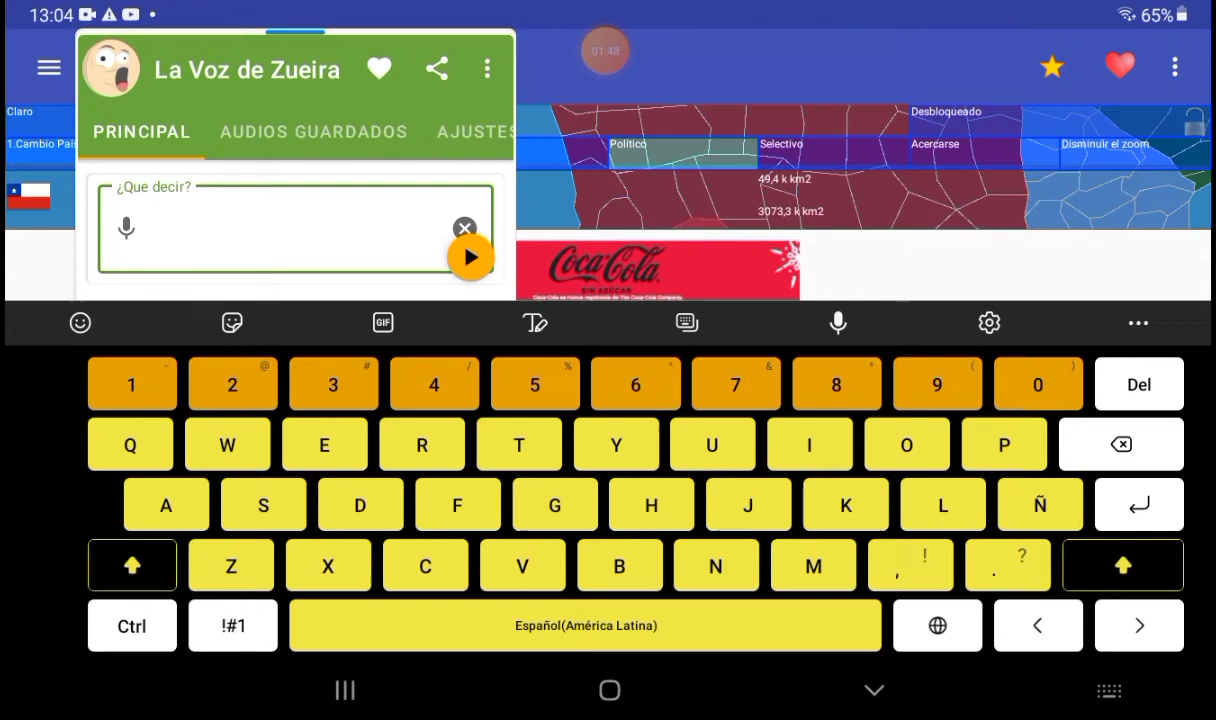 13:04
65%
La Voz de Zueira
01:48
PRINCIPAL AUDIOS GUARDADOS AJUSTES
Claro
Desbloqueado
1.Cambio País
Político
Selectivo
Acercarse
Disminuir el zoom
¿Que decir?
49,4 k km2
3073,3 k km2
Coca-Cola
SIN AZÚCAR
GIF
1 2 3 4 5 6 7 8 9 0 Del
Q W E R T Y U I O P
A S D F G H J K L Ñ
Z X C V B N M , ! . ?
Ctrl !#1 Español(América Latina) < >